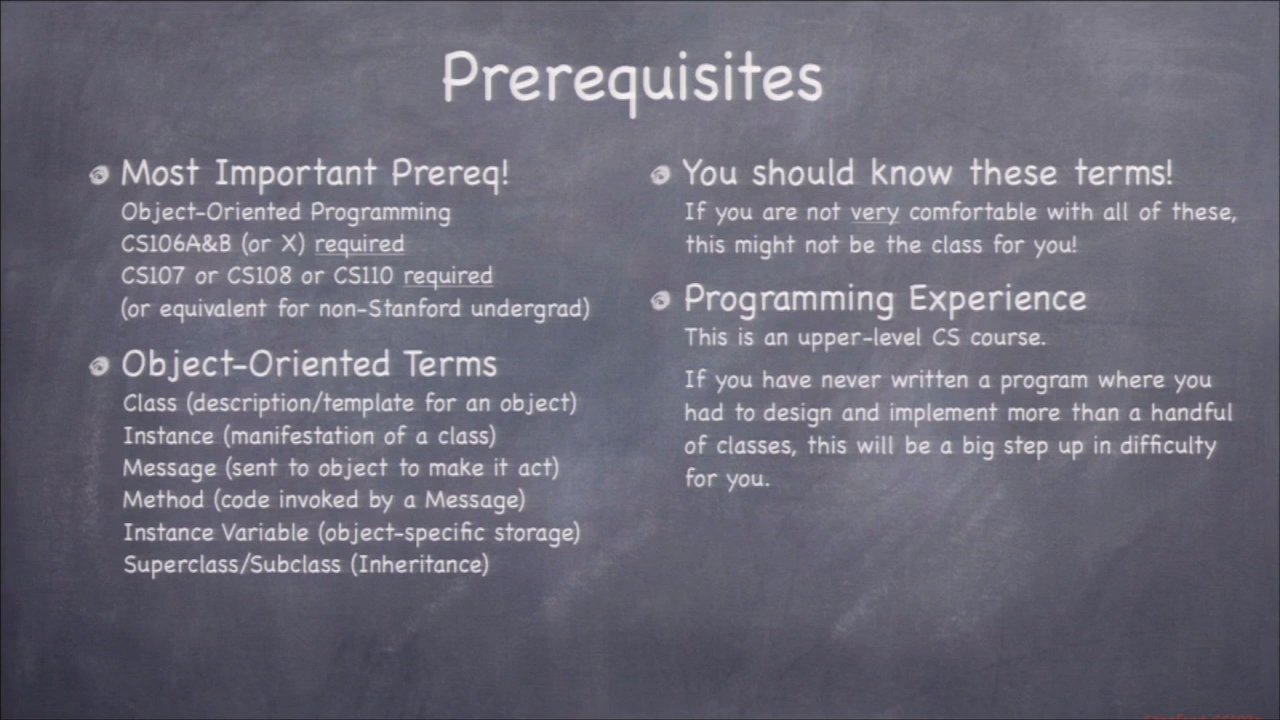 Prerequisites
Most Important Prereq!
Object-Oriented Programming
CS106A&B (or X) required
CS107 or CS108 or CS110 required
(or equivalent for non-Stanford undergrad)
Object-Oriented Terms
Class (description/template for an object)
Instance (manifestation of a class)
Message (sent to object to make it act)
Method (code invoked by a Message)
Instance Variable (object-specific storage)
Superclass/Subclass (Inheritance)
You should know these terms!
If you are not very comfortable with all of these,
this might not be the class for you!
Programming Experience
This is an upper-level CS course.
If you have never written a program where you
had to design and implement more than a handful
of classes, this will be a big step up in difficulty
for you.